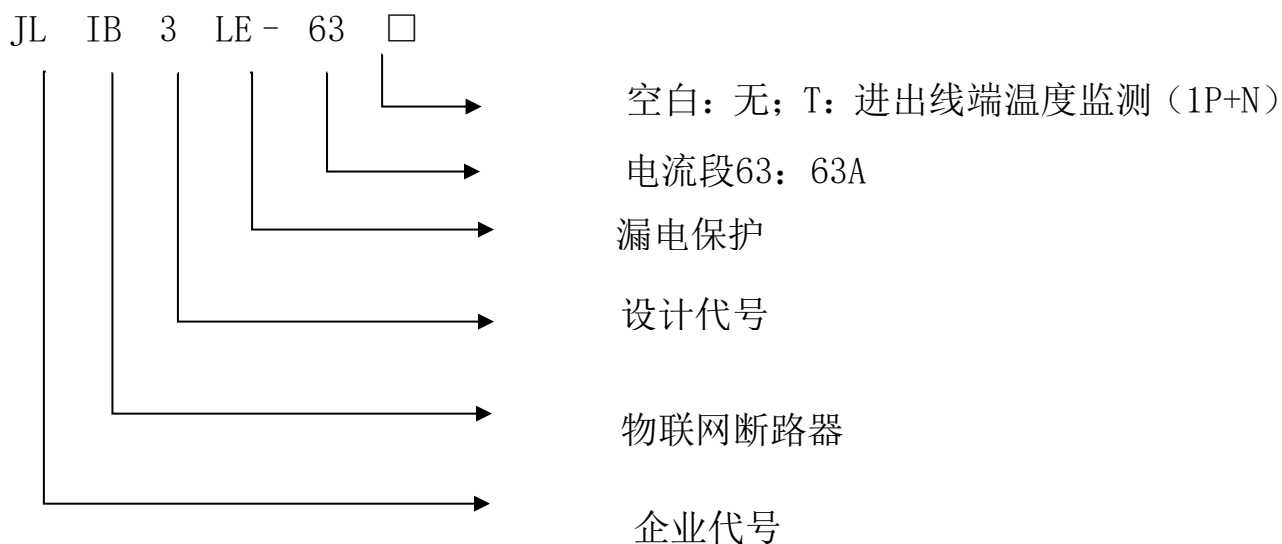 JL IB 3 LE- 63 □
空白：无；T：进出线端温度监测（1P+N）
电流段63：63A
漏电保护
设计代号
物联网断路器
企业代号